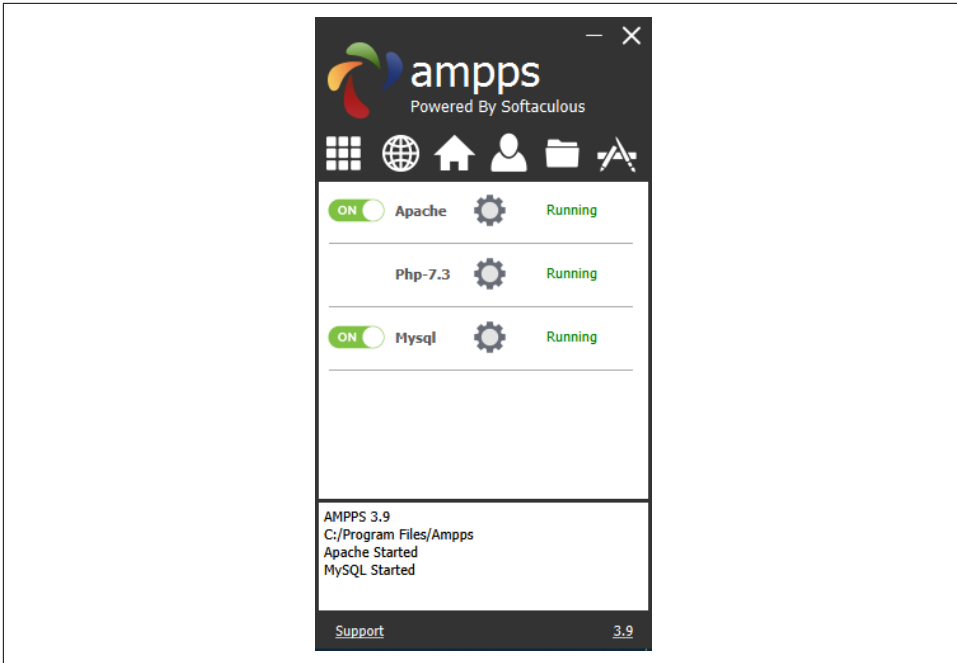 ampps
Powered By Softaculous
ON Apache Running
Php-7.3 Running
ON Mysql Running
AMPPS 3.9
C:/Program Files/Ampps
Apache Started
MySQL Started
Support 3.9